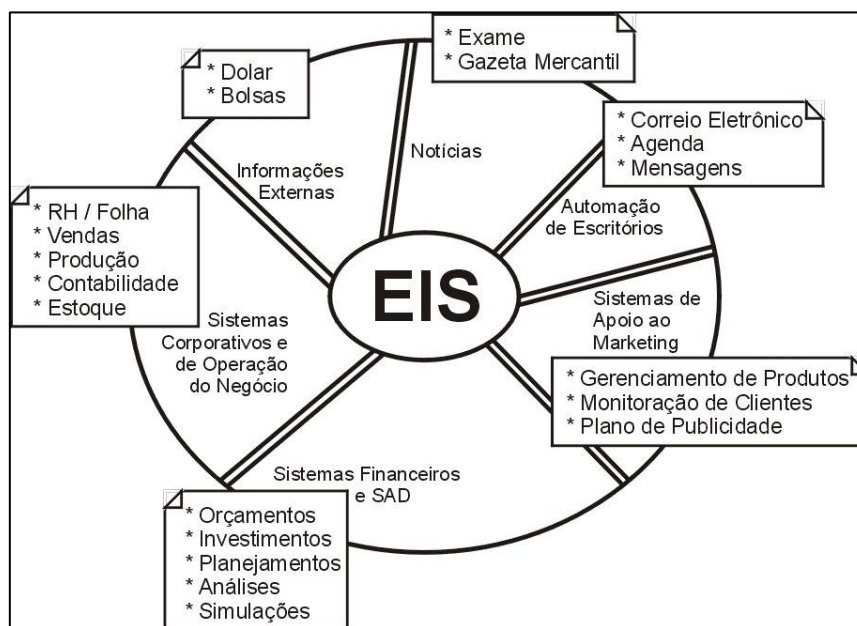 * Exame
* Gazeta Mercantil
* Dolar
* Bolsas
Notícias
* Correio Eletrônico
* Agenda
* Mensagens
Informações
Externas
* RH / Folha
* Vendas
* Produção
* Contabilidade
* Estoque
Automação
de Escritórios
EIS
Sistemas de
Apoio ao
Marketing
Sistemas
Corporativos e
de Operação
do Negócio
* Gerenciamento de Produtos
* Monitoração de Clientes
* Plano de Publicidade
Sistemas Financeiros
e SAD
* Orçamentos
* Investimentos
* Planejamentos
* Análises
* Simulações